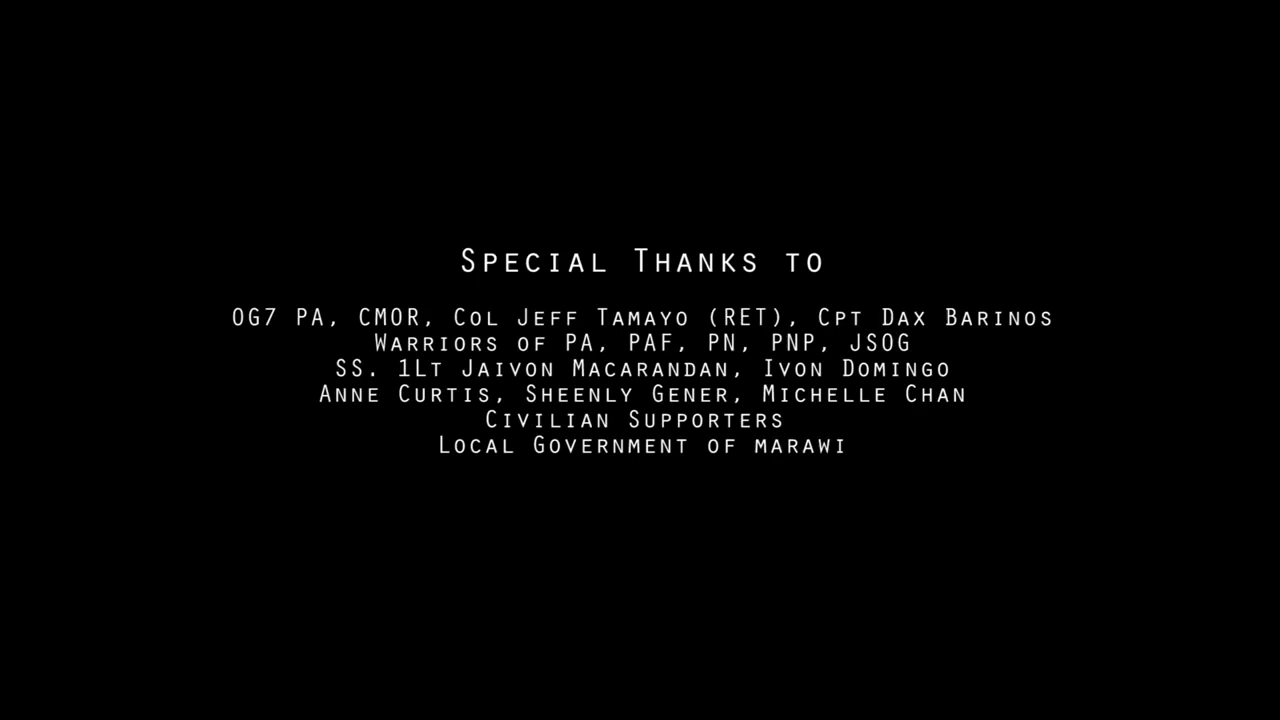 Special Thanks to
OG7 PA, CMOR, Col Jeff Tamayo (RET), Cpt Dax Barinos
Warriors of PA, PAF, PN, PNP, JSOG
SS. 1Lt Jaivon Macarandan, Ivon Domingo
Anne Curtis, Sheenly Gener, Michelle Chan
Civilian Supporters
Local Government of marawi